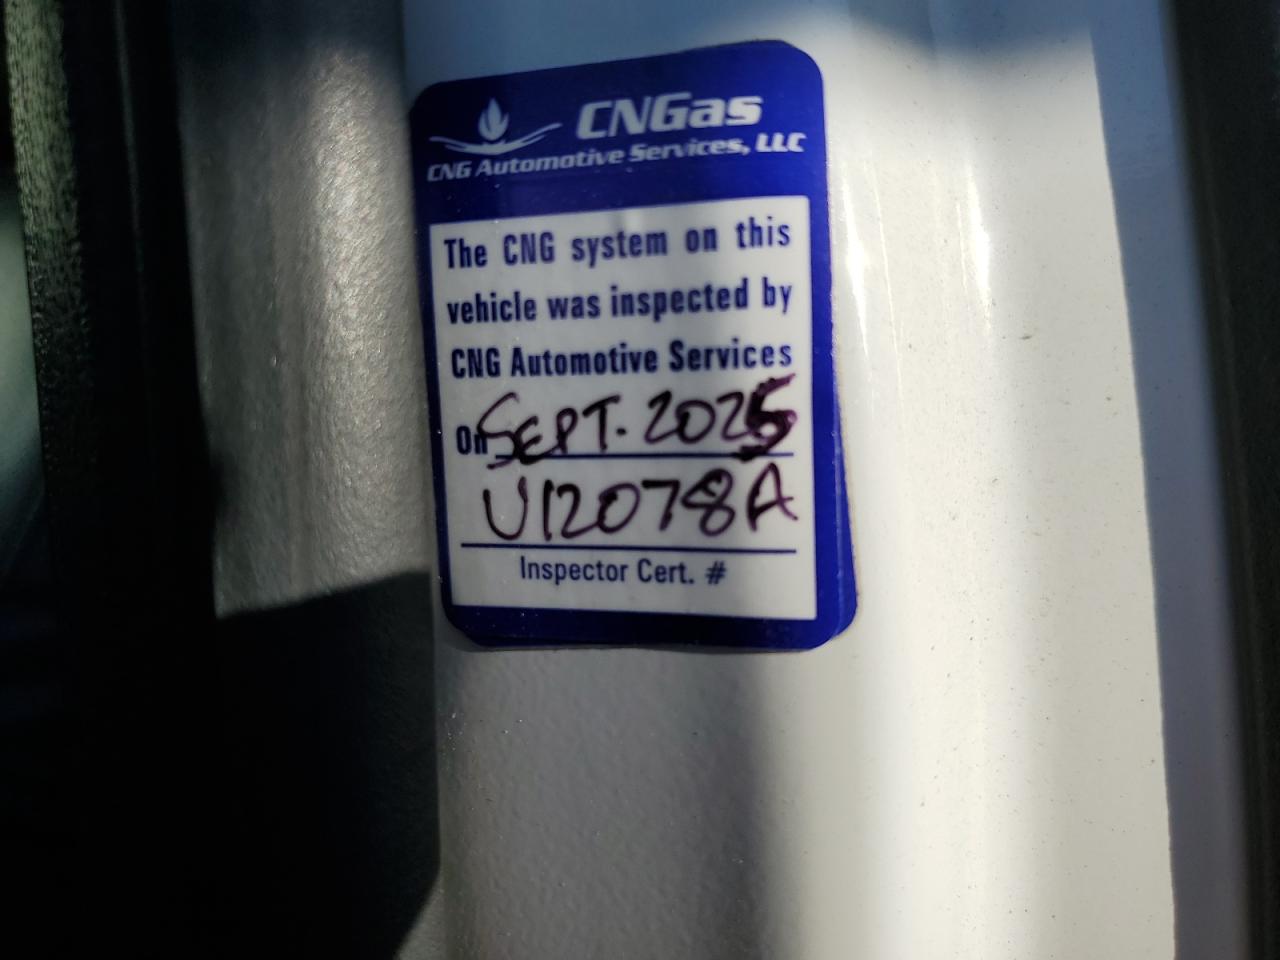 CNGas
CNG Automotive Services, LLC
The CNG system on this
vehicle was inspected by
CNG Automotive Services
On SEPT. 2025
U12078A
Inspector Cert. #